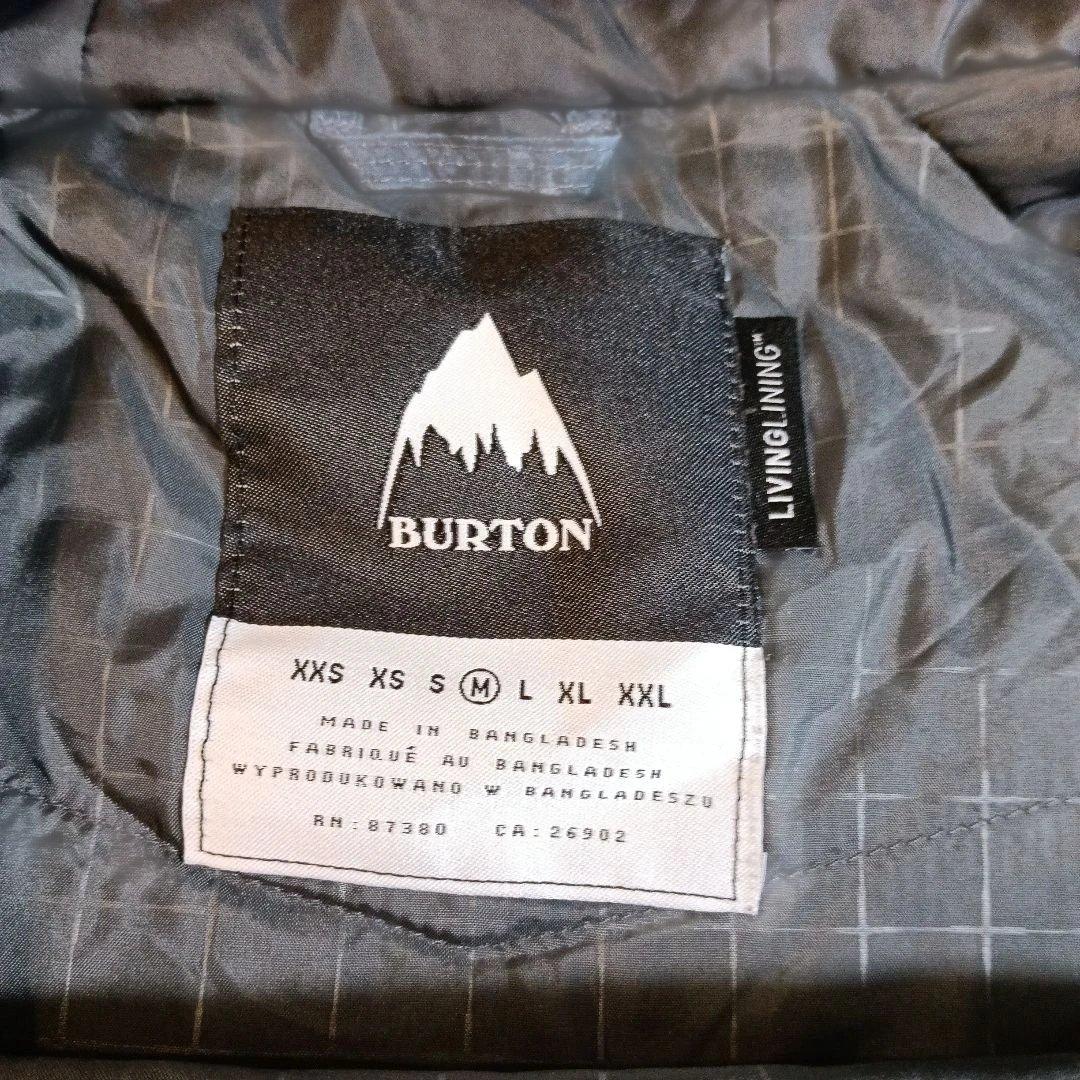 BURTON
LIVINGLINING™
XXS XS S M L XL XXL
MADE IN BANGLADESH
FABRIQUÉ AU BANGLADESH
WYPRODUKOWANO W BANGLADESZU
RN:87380 CA:26902